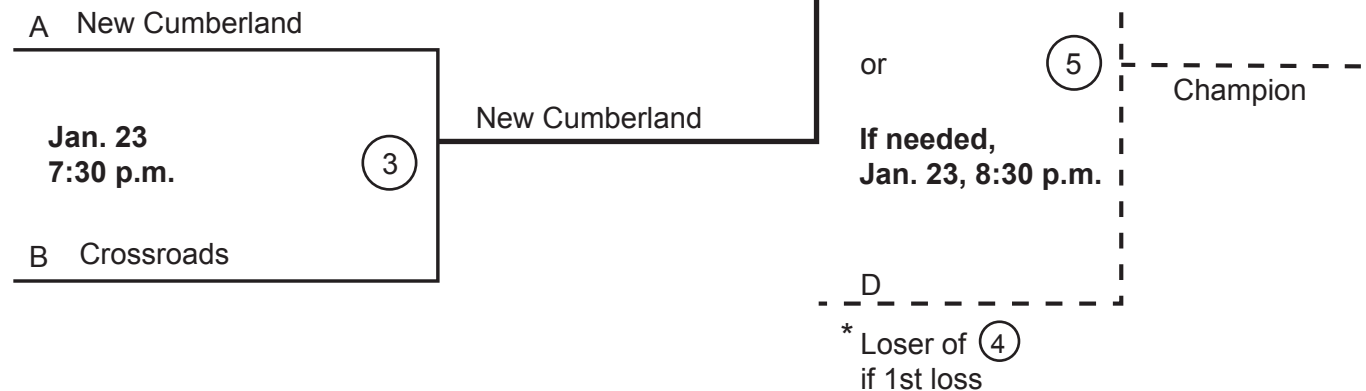 A New Cumberland
Jan. 23
7:30 p.m.
3
B Crossroads
New Cumberland
or
5
If needed,
Jan. 23, 8:30 p.m.
D
* Loser of 4
if 1st loss
Champion